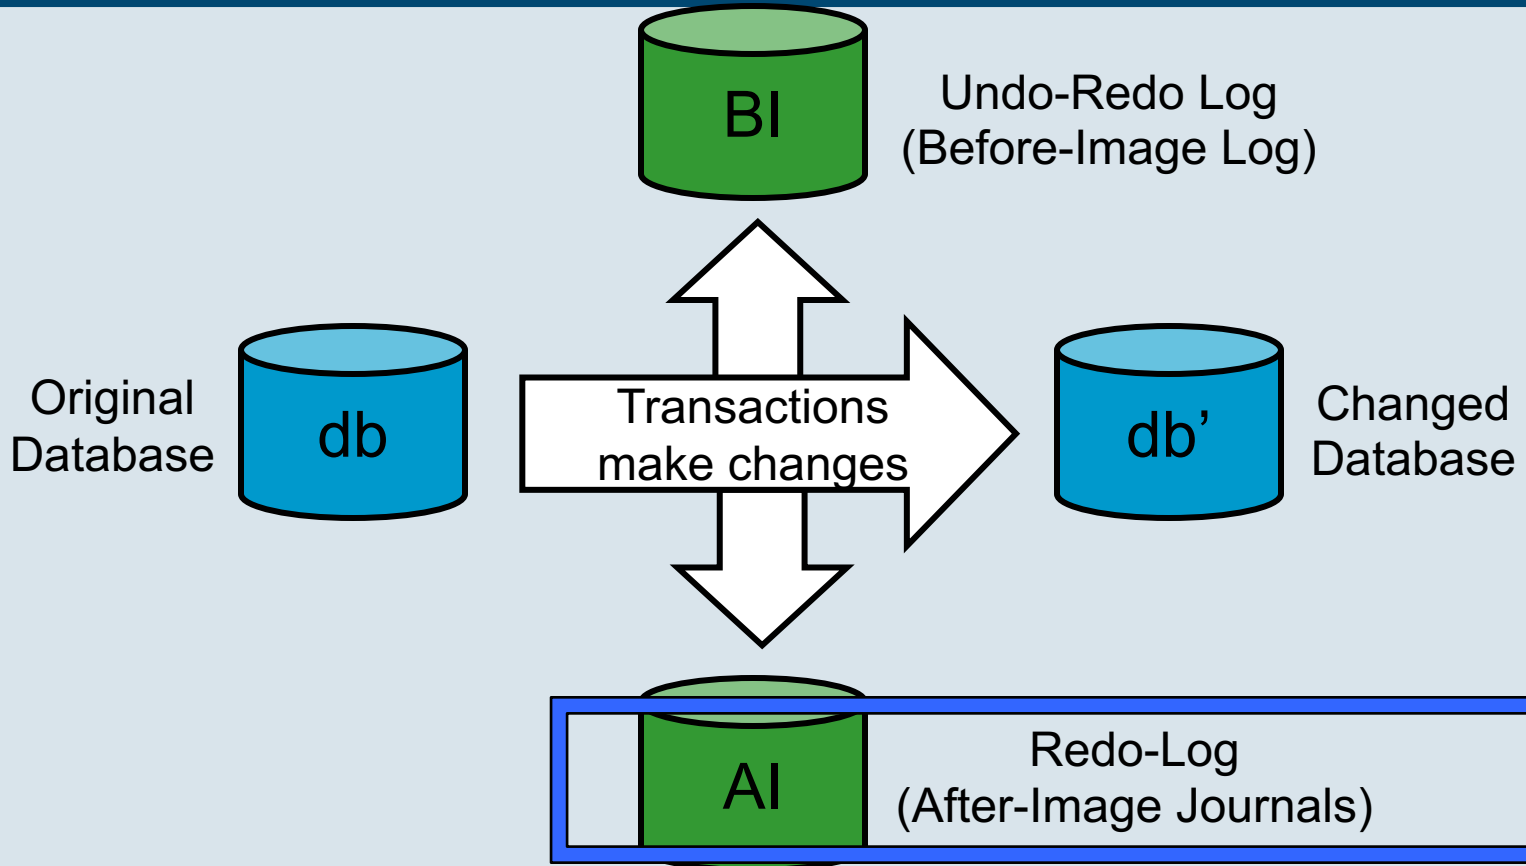 BI
Undo-Redo Log
(Before-Image Log)
Original
Database
db
Transactions
make changes
db’
Changed
Database
AI
Redo-Log
(After-Image Journals)